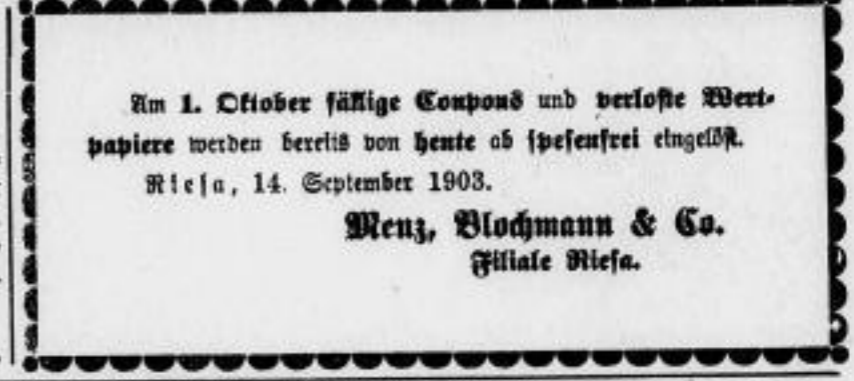 Am 1. Oktober fällige Coupons und verloste Wert-
papiere werden bereits von heute ab spesenfrei eingelöst.
Riesa, 14. September 1903.
Menz, Blochmann & Co.
Filiale Riesa.